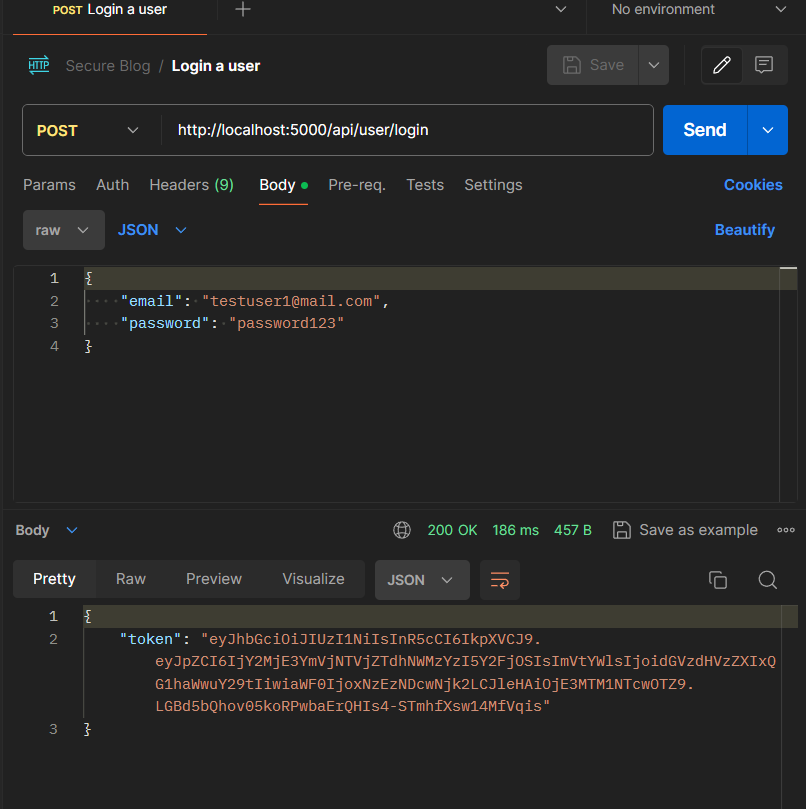 POST Login a user
No environment
HTTP Secure Blog / Login a user
Save
POST http://localhost:5000/api/user/login
Send
Params Auth Headers (9) Body Pre-req. Tests Settings Cookies
raw JSON Beautify
1 {
2 "email": "testuser1@mail.com",
3 "password": "password123"
4 }
Body 200 OK 186 ms 457 B Save as example
Pretty Raw Preview Visualize JSON
1 {
2 "token": "eyJhbGciOiJIUzI1NiIsInR5cCI6IkpXVCJ9.
eyJpZCI6IjY2MjE3YmVjNTVjZTdhNWMzYzI5Y2FjOSIsImVtYWlsIjoidGVzdHVzZXIxQ
G1haWwuY29tIiwiaWF0IjoxNzEzNDcwNjk2LCJleHAiOjE3MTM1NTcwOTZ9.
LGBd5bQhov05koRPwbaErQHIs4-STmhfXsw14MfVqis"
3 }